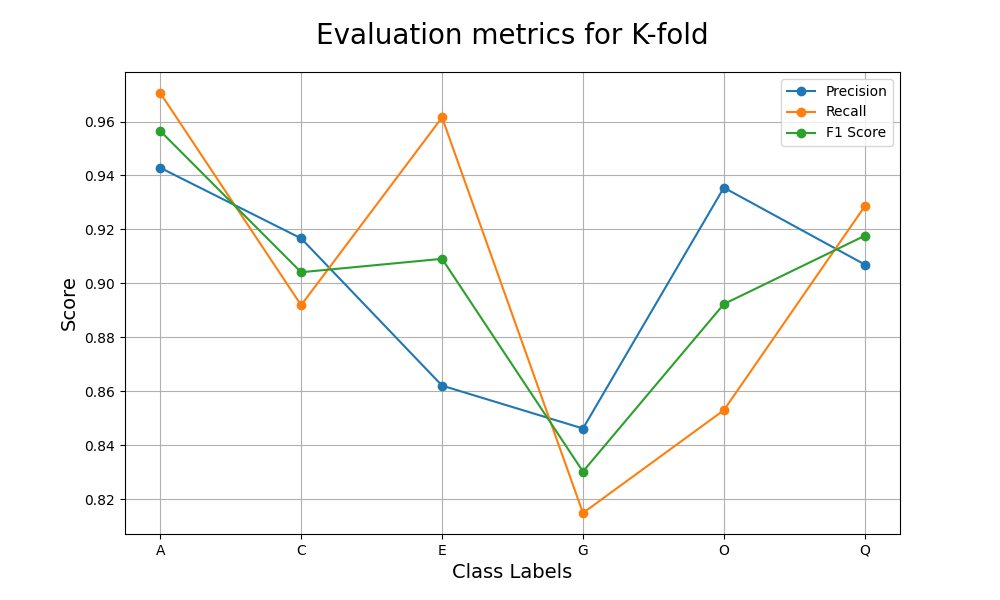 Evaluation metrics for K-fold
Precision
Recall
F1 Score
0.96
0.94
0.92
0.90
0.88
0.86
0.84
0.82
Score
A C E G O Q
Class Labels